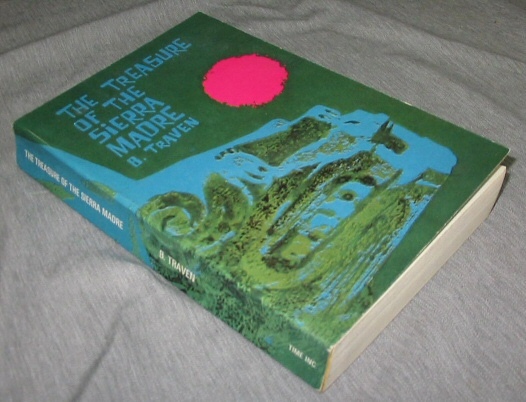 THE TREASURE
OF THE
SIERRA
MADRE
B. TRAVEN
THE TREASURE OF THE SIERRA MADRE
B. TRAVEN
TIME INC